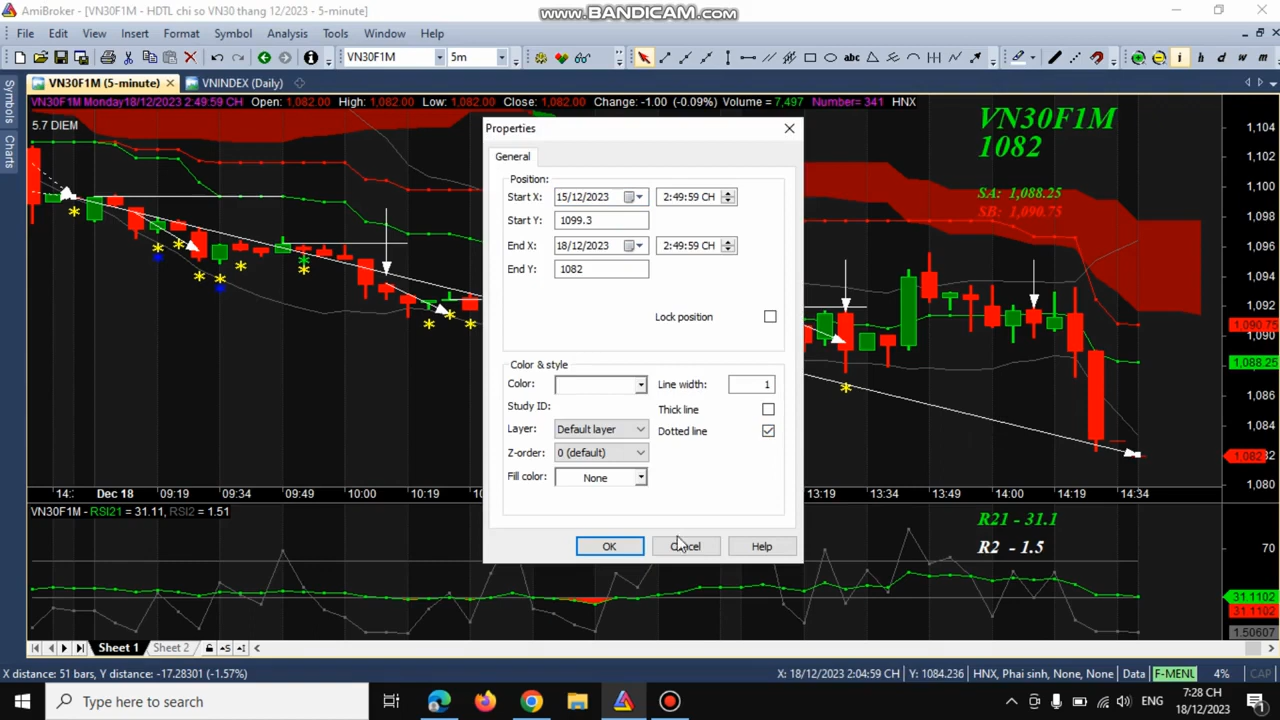 AmiBroker - [VN30F1M - HDTL chi so VN30 thang 12/2023 - 5-minute]
www.BANDICAM.com
File Edit View Insert Format Symbol Analysis Tools Window Help
VN30F1M 5m abc i h d w m
VN30F1M (5-minute) VNINDEX (Daily)
Symbols
Charts
VN30F1M Monday18/12/2023 2:49:59 CH Open: 1,082.00 High: 1,082.00 Low: 1,082.00 Close: 1,082.00 Change: -1.00 (-0.09%) Volume = 7,497 Number= 341 HNX
5.7 DIEM
VN30F1M
1082
SA: 1,088.25
SB: 1,090.75
1,104
1,102
1,100
1,098
1,096
1,094
1,092
1,090.75
1,090
1,088.25
1,086
1,084
1,082
1,080
Properties
General
Position:
Start X: 15/12/2023 2:49:59 CH
Start Y: 1099.3
End X: 18/12/2023 2:49:59 CH
End Y: 1082
Lock position
Color & style
Color: Line width: 1
Study ID: Thick line
Layer: Default layer Dotted line
Z-order: 0 (default)
Fill color: None
OK Cancel Help
14: Dec 18 09:19 09:34 09:49 10:00 10:19 13:19 13:34 13:49 14:00 14:19 14:34
VN30F1M - RSI21 = 31.11, RSI2 = 1.51
R21 - 31.1
R2 - 1.5
70
31.1102
31.1102
1.50607
Sheet 1 Sheet 2
X distance: 51 bars, Y distance: -17.28301 (-1.57%) X: 18/12/2023 2:04:59 CH Y: 1084.236 HNX, Phai sinh, None, None Data F-MENU 4% CAP
Type here to search
ENG
7:28 CH
18/12/2023
1